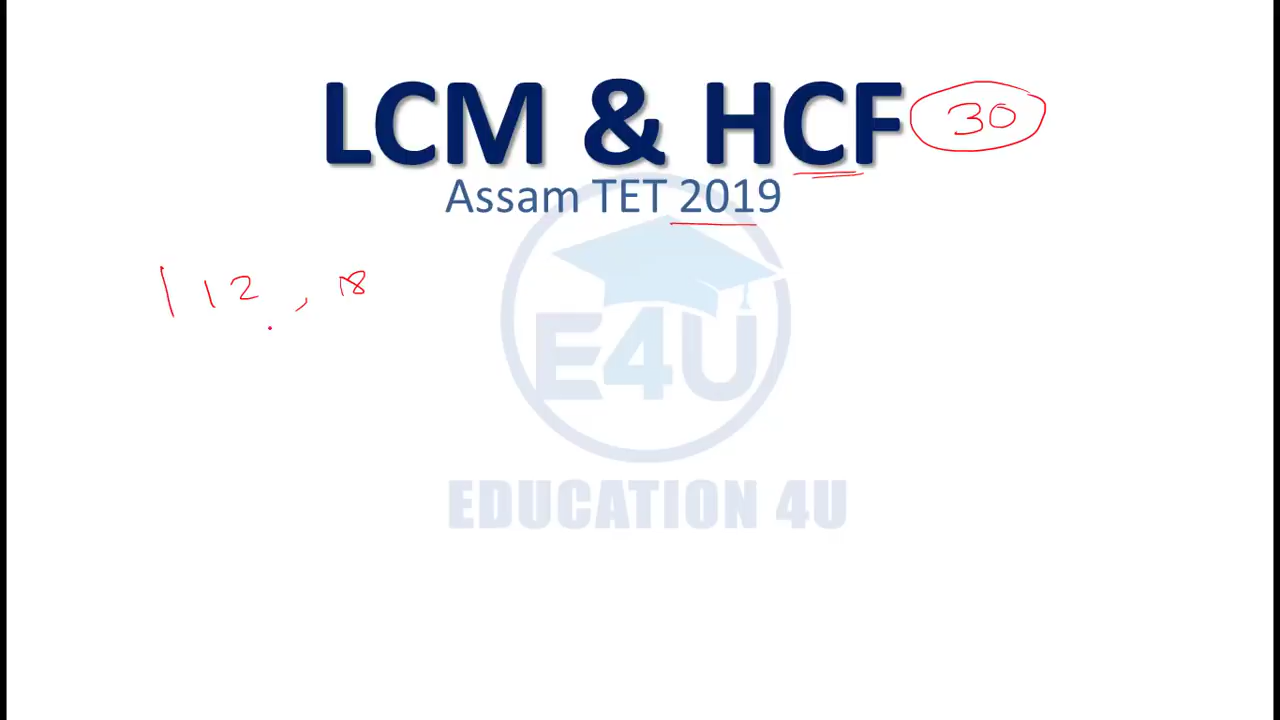 LCM & HCF 30
Assam TET 2019
12 , 18
E4U
EDUCATION 4U